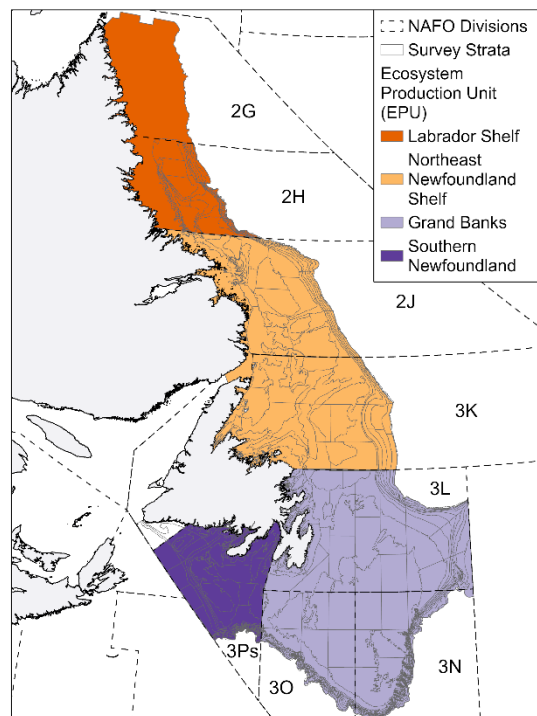 NAFO Divisions
Survey Strata
Ecosystem
Production Unit
(EPU)
Labrador Shelf
Northeast
Newfoundland
Shelf
Grand Banks
Southern
Newfoundland
2G
2H
2J
3K
3L
3Ps
3O
3N